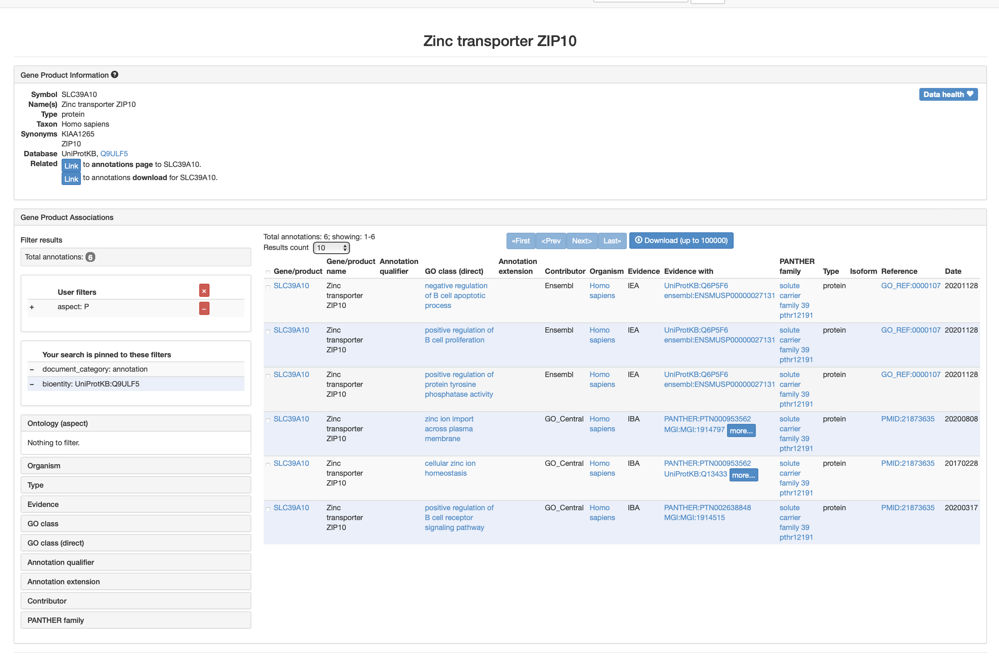 Zinc transporter ZIP10
Gene Product Information ?
Data health
Symbol SLC39A10
Name(s) Zinc transporter ZIP10
Type protein
Taxon Homo sapiens
Synonyms KIAA1265
ZIP10
Database UniProtKB, Q9ULF5
Related Link to annotations page to SLC39A10.
Link to annotations download for SLC39A10.
Gene Product Associations
Filter results
Total annotations: 6
User filters ×
+ aspect: P –
Your search is pinned to these filters
– document_category: annotation
– bioentity: UniProtKB:Q9ULF5
Ontology (aspect)
Nothing to filter.
Organism
Type
Evidence
GO class
GO class (direct)
Annotation qualifier
Annotation extension
Contributor
PANTHER family
Total annotations: 6; showing: 1-6
Results count 10
«First <Prev Next> Last» Download (up to 100000)
Gene/product Annotation Annotation PANTHER
Gene/product name qualifier GO class (direct) extension Contributor Organism Evidence Evidence with family Type Isoform Reference Date
SLC39A10 Zinc negative regulation Ensembl Homo IEA UniProtKB:Q6P5F6 solute protein GO_REF:0000107 20201128
transporter of B cell apoptotic sapiens ensembl:ENSMUSP00000027131 carrier
ZIP10 process family 39
pthr12191
SLC39A10 Zinc positive regulation of Ensembl Homo IEA UniProtKB:Q6P5F6 solute protein GO_REF:0000107 20201128
transporter B cell proliferation sapiens ensembl:ENSMUSP00000027131 carrier
ZIP10 family 39
pthr12191
SLC39A10 Zinc positive regulation of Ensembl Homo IEA UniProtKB:Q6P5F6 solute protein GO_REF:0000107 20201128
transporter protein tyrosine sapiens ensembl:ENSMUSP00000027131 carrier
ZIP10 phosphatase activity family 39
pthr12191
SLC39A10 Zinc zinc ion import GO_Central Homo IBA PANTHER:PTN000953562 solute protein PMID:21873635 20200808
transporter across plasma sapiens MGI:MGI:1914797 more... carrier
ZIP10 membrane family 39
pthr12191
SLC39A10 Zinc cellular zinc ion GO_Central Homo IBA PANTHER:PTN000953562 solute protein PMID:21873635 20170228
transporter homeostasis sapiens UniProtKB:Q13433 more... carrier
ZIP10 family 39
pthr12191
SLC39A10 Zinc positive regulation of GO_Central Homo IBA PANTHER:PTN002638848 solute protein PMID:21873635 20200317
transporter B cell receptor sapiens MGI:MGI:1914515 carrier
ZIP10 signaling pathway family 39
pthr12191